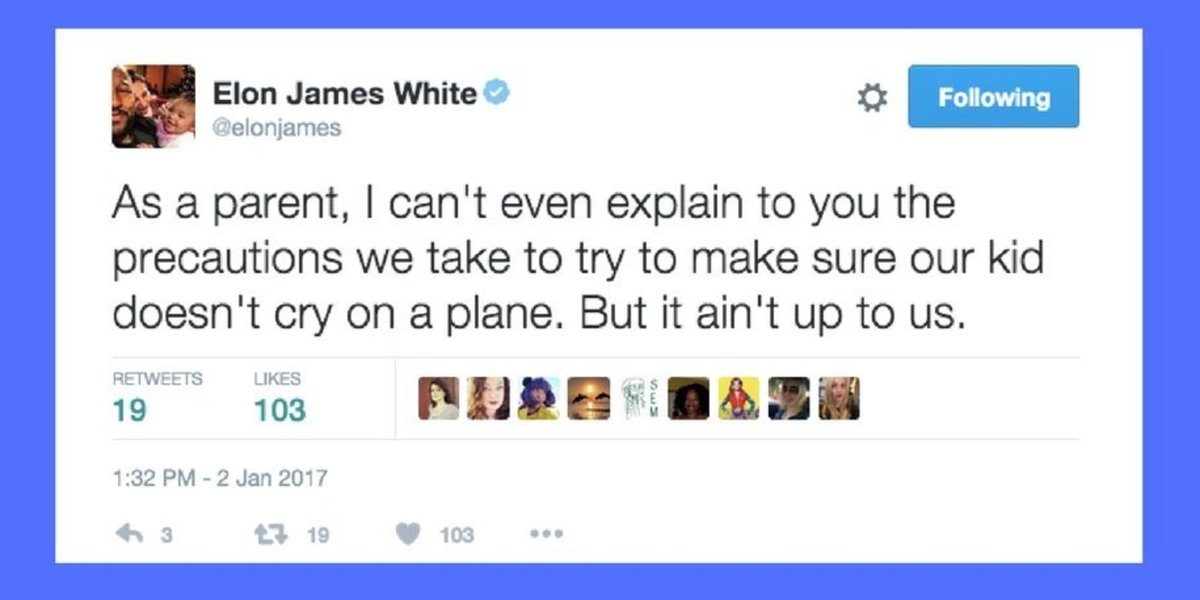 Elon James White
@elonjames
Following
As a parent, I can't even explain to you the
precautions we take to try to make sure our kid
doesn't cry on a plane. But it ain't up to us.
RETWEETS LIKES
19 103
SEM
1:32 PM - 2 Jan 2017
3 19 103